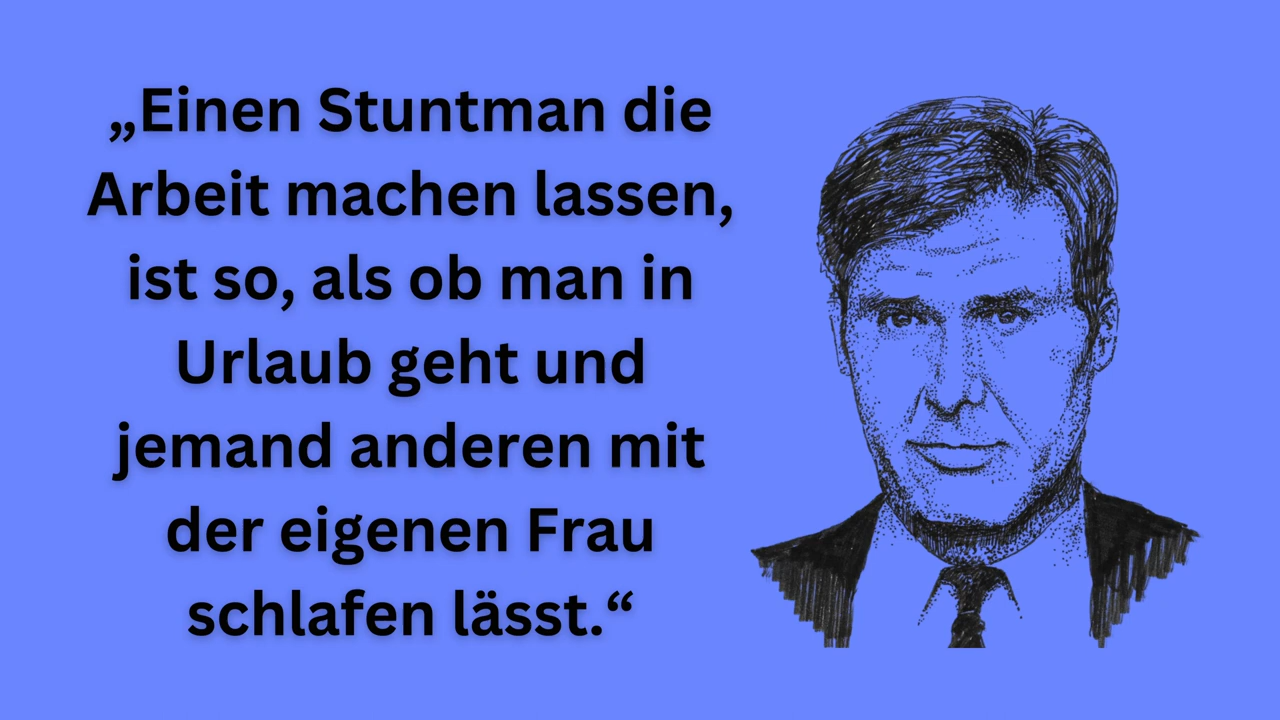 „Einen Stuntman die
Arbeit machen lassen,
ist so, als ob man in
Urlaub geht und
jemand anderen mit
der eigenen Frau
schlafen lässt.“